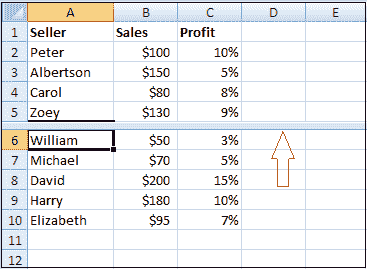 A B C D E
1 Seller Sales Profit
2 Peter $100 10%
3 Albertson $150 5%
4 Carol $80 8%
5 Zoey $130 9%
6 William $50 3%
7 Michael $70 5%
8 David $200 15%
9 Harry $180 10%
10 Elizabeth $95 7%
11
12